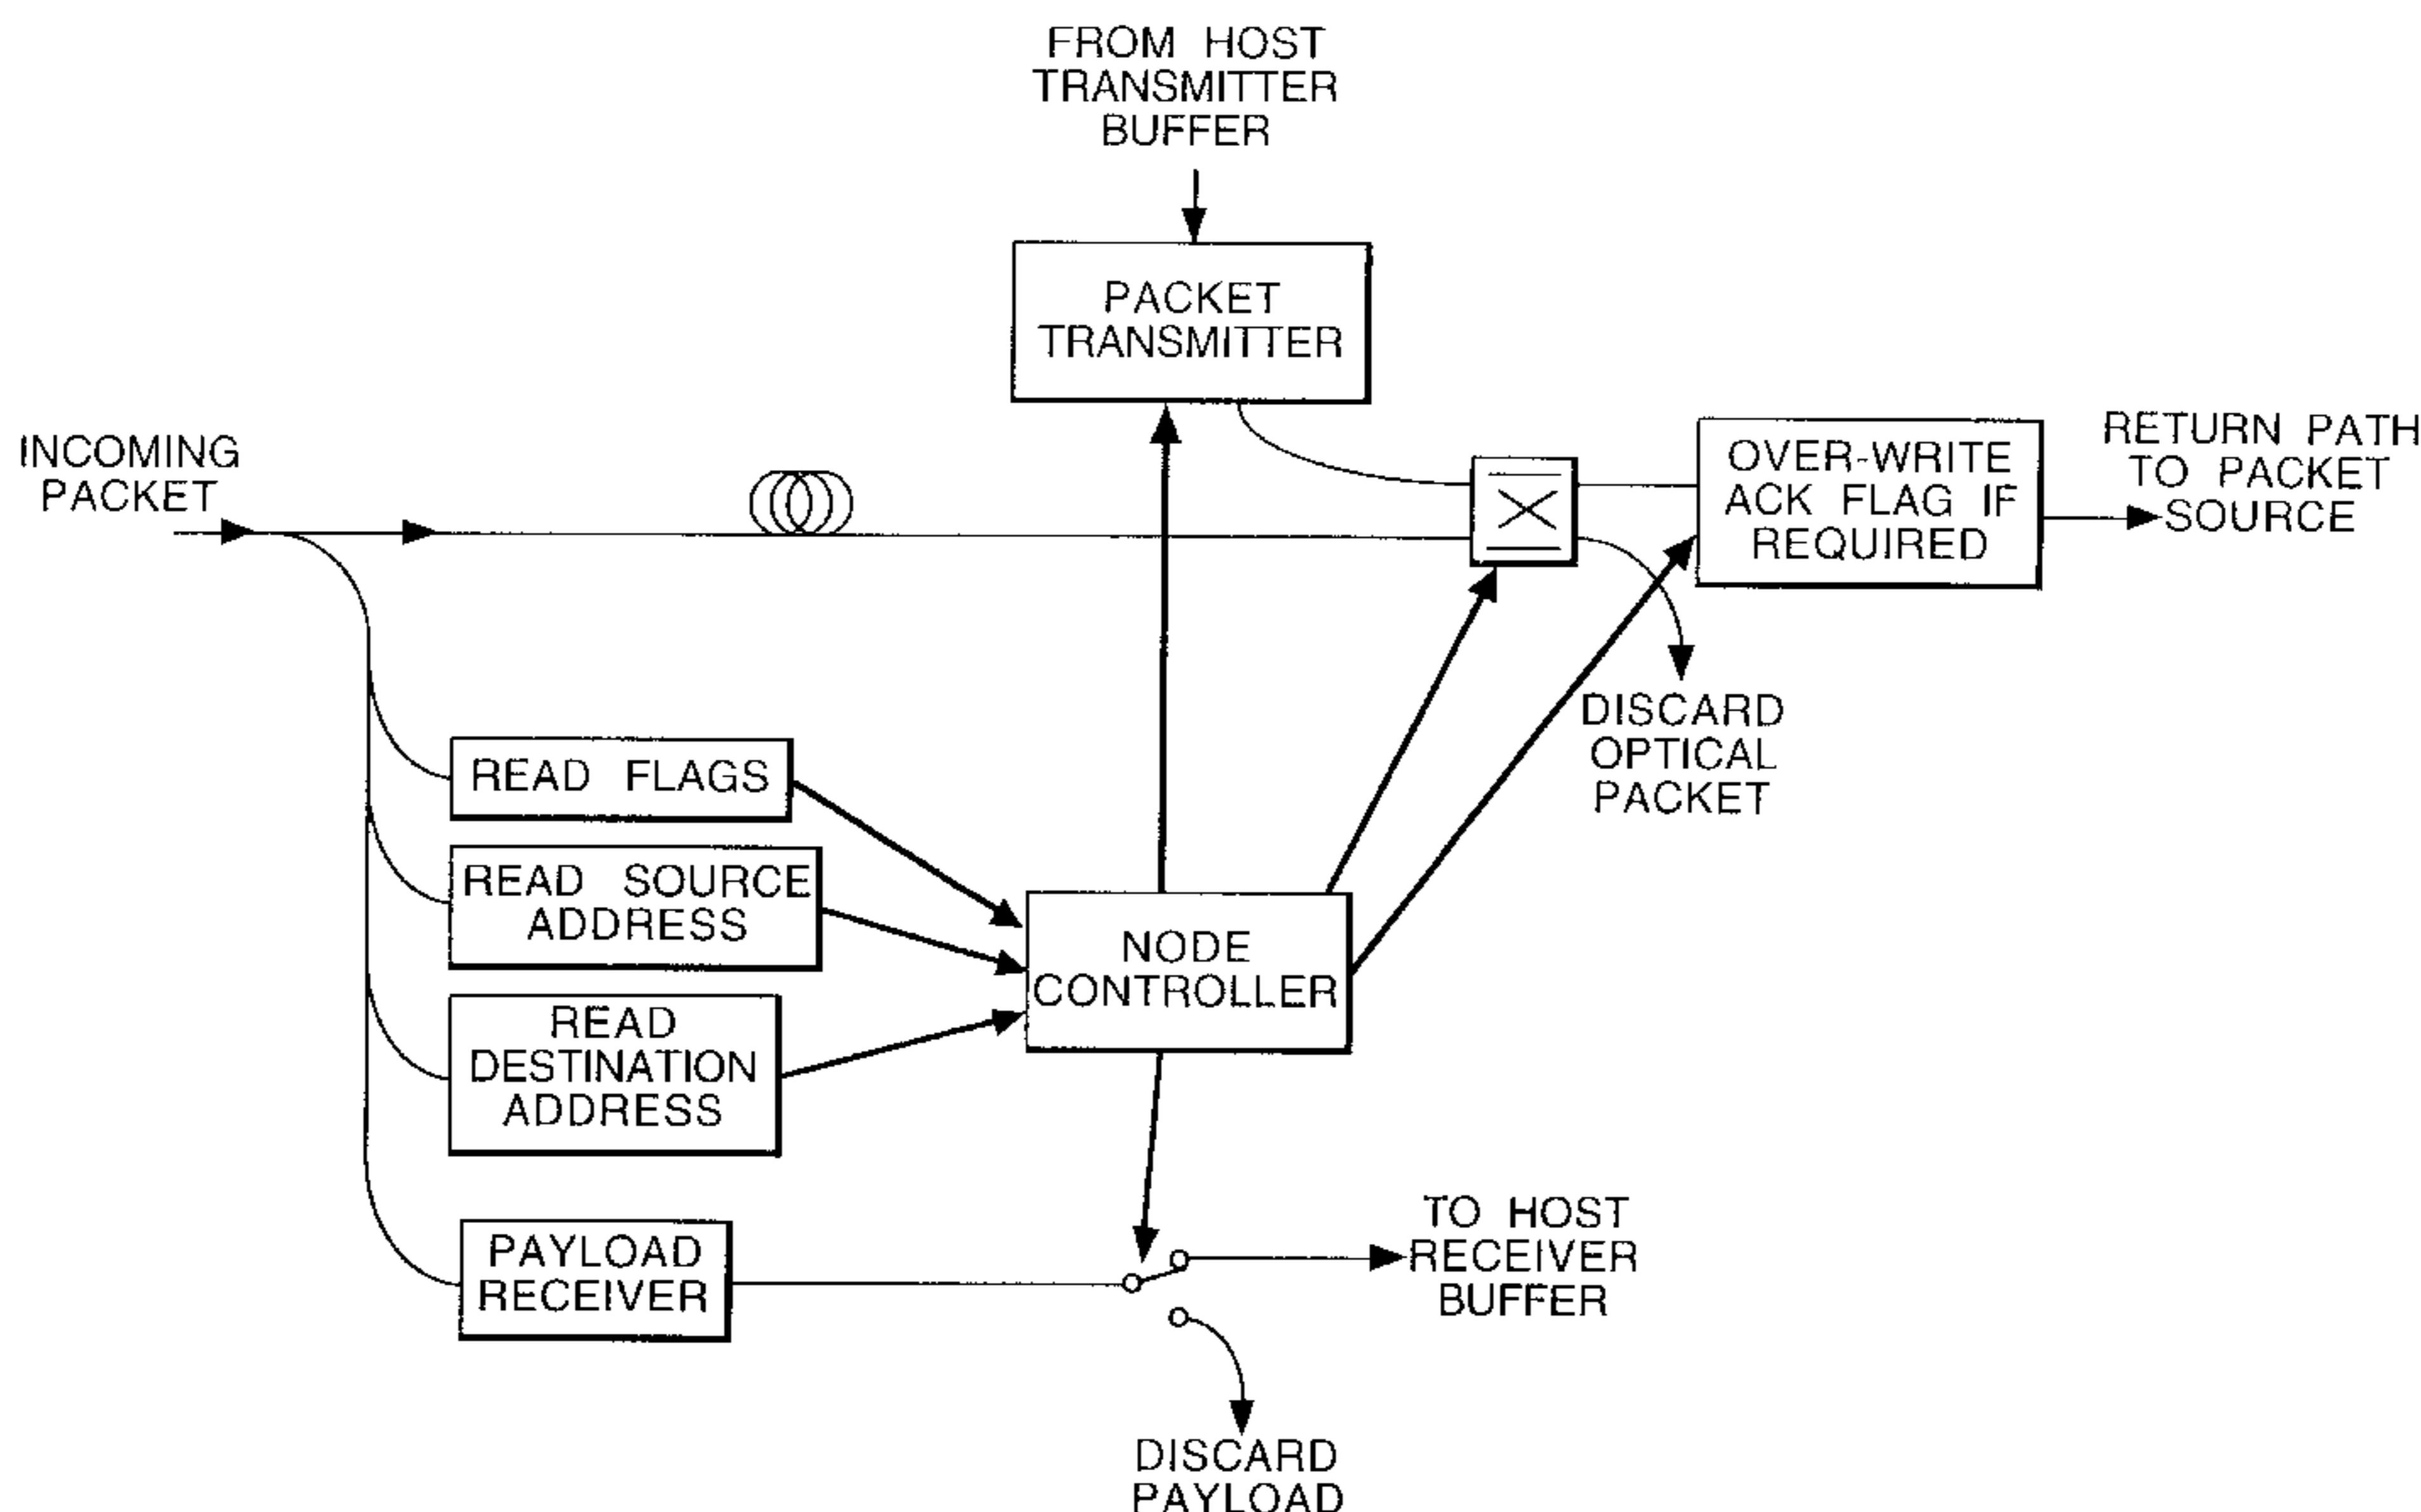 FROM HOST
TRANSMITTER
BUFFER
PACKET
TRANSMITTER
INCOMING
PACKET
OVER-WRITE
ACK FLAG IF
REQUIRED
RETURN PATH
TO PACKET
SOURCE
DISCARD
OPTICAL
PACKET
READ FLAGS
READ SOURCE
ADDRESS
NODE
CONTROLLER
READ
DESTINATION
ADDRESS
PAYLOAD
RECEIVER
TO HOST
RECEIVER
BUFFER
DISCARD
PAYLOAD